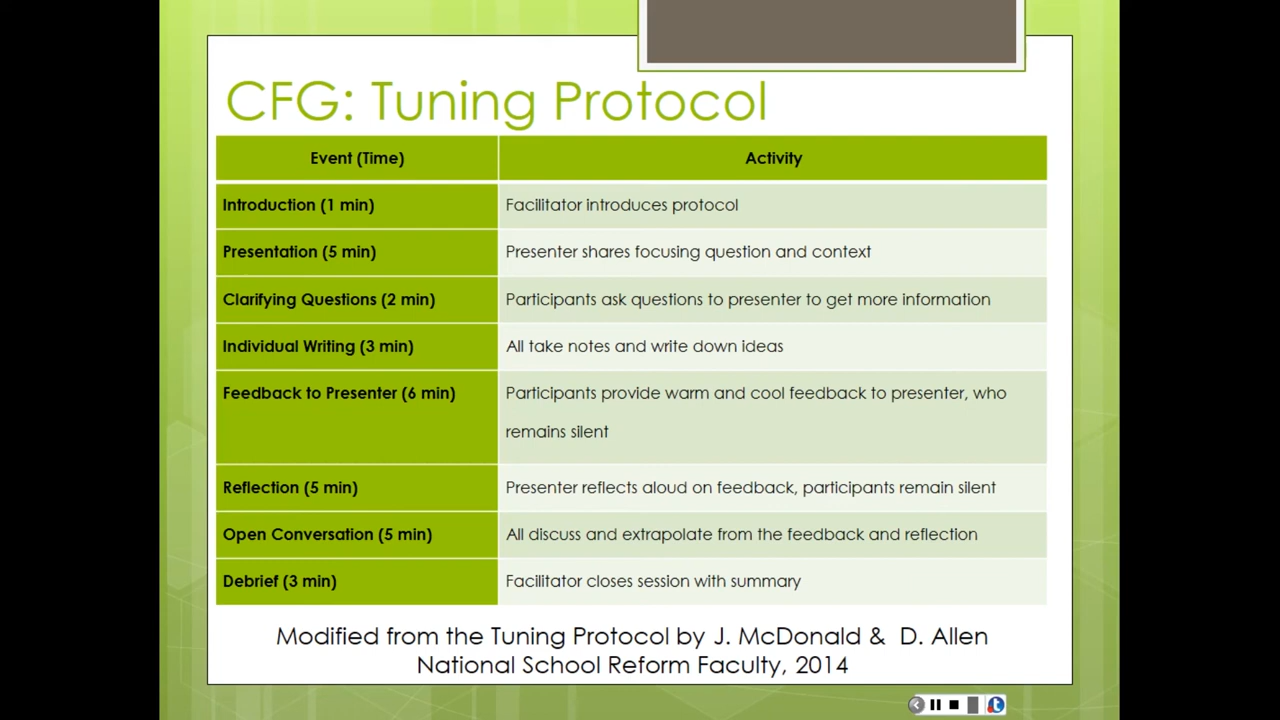 CFG: Tuning Protocol
Event (Time) Activity
Introduction (1 min) Facilitator introduces protocol
Presentation (5 min) Presenter shares focusing question and context
Clarifying Questions (2 min) Participants ask questions to presenter to get more information
Individual Writing (3 min) All take notes and write down ideas
Feedback to Presenter (6 min) Participants provide warm and cool feedback to presenter, who
remains silent
Reflection (5 min) Presenter reflects aloud on feedback, participants remain silent
Open Conversation (5 min) All discuss and extrapolate from the feedback and reflection
Debrief (3 min) Facilitator closes session with summary
Modified from the Tuning Protocol by J. McDonald & D. Allen
National School Reform Faculty, 2014